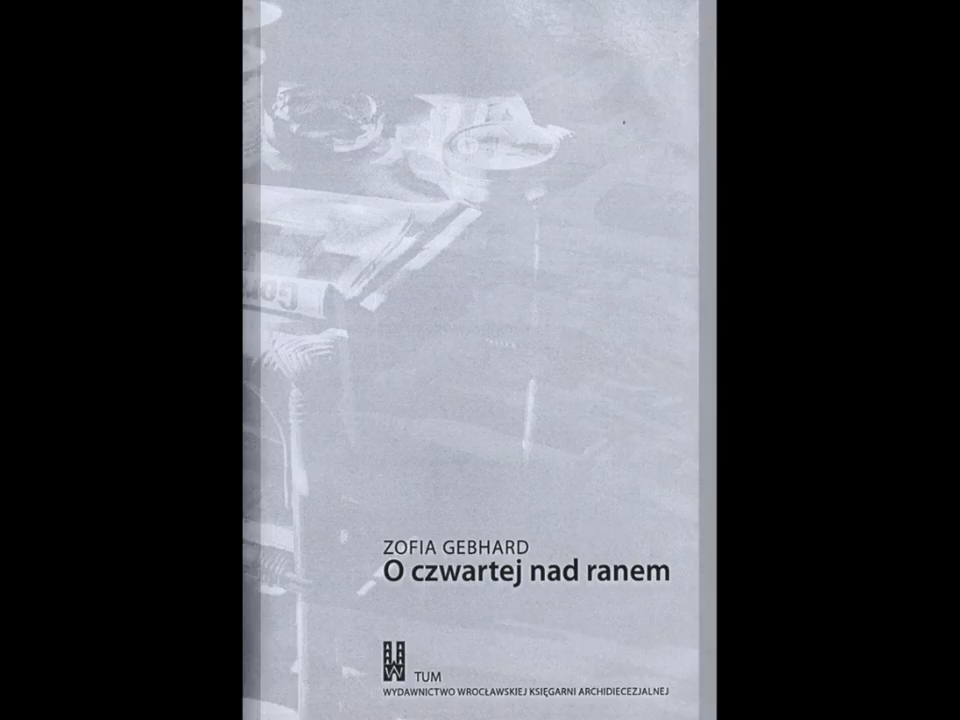 ZOFIA GEBHARD
O czwartej nad ranem
TUM
WYDAWNICTWO WROCŁAWSKIEJ KSIĘGARNI ARCHIDIECEZJALNEJ